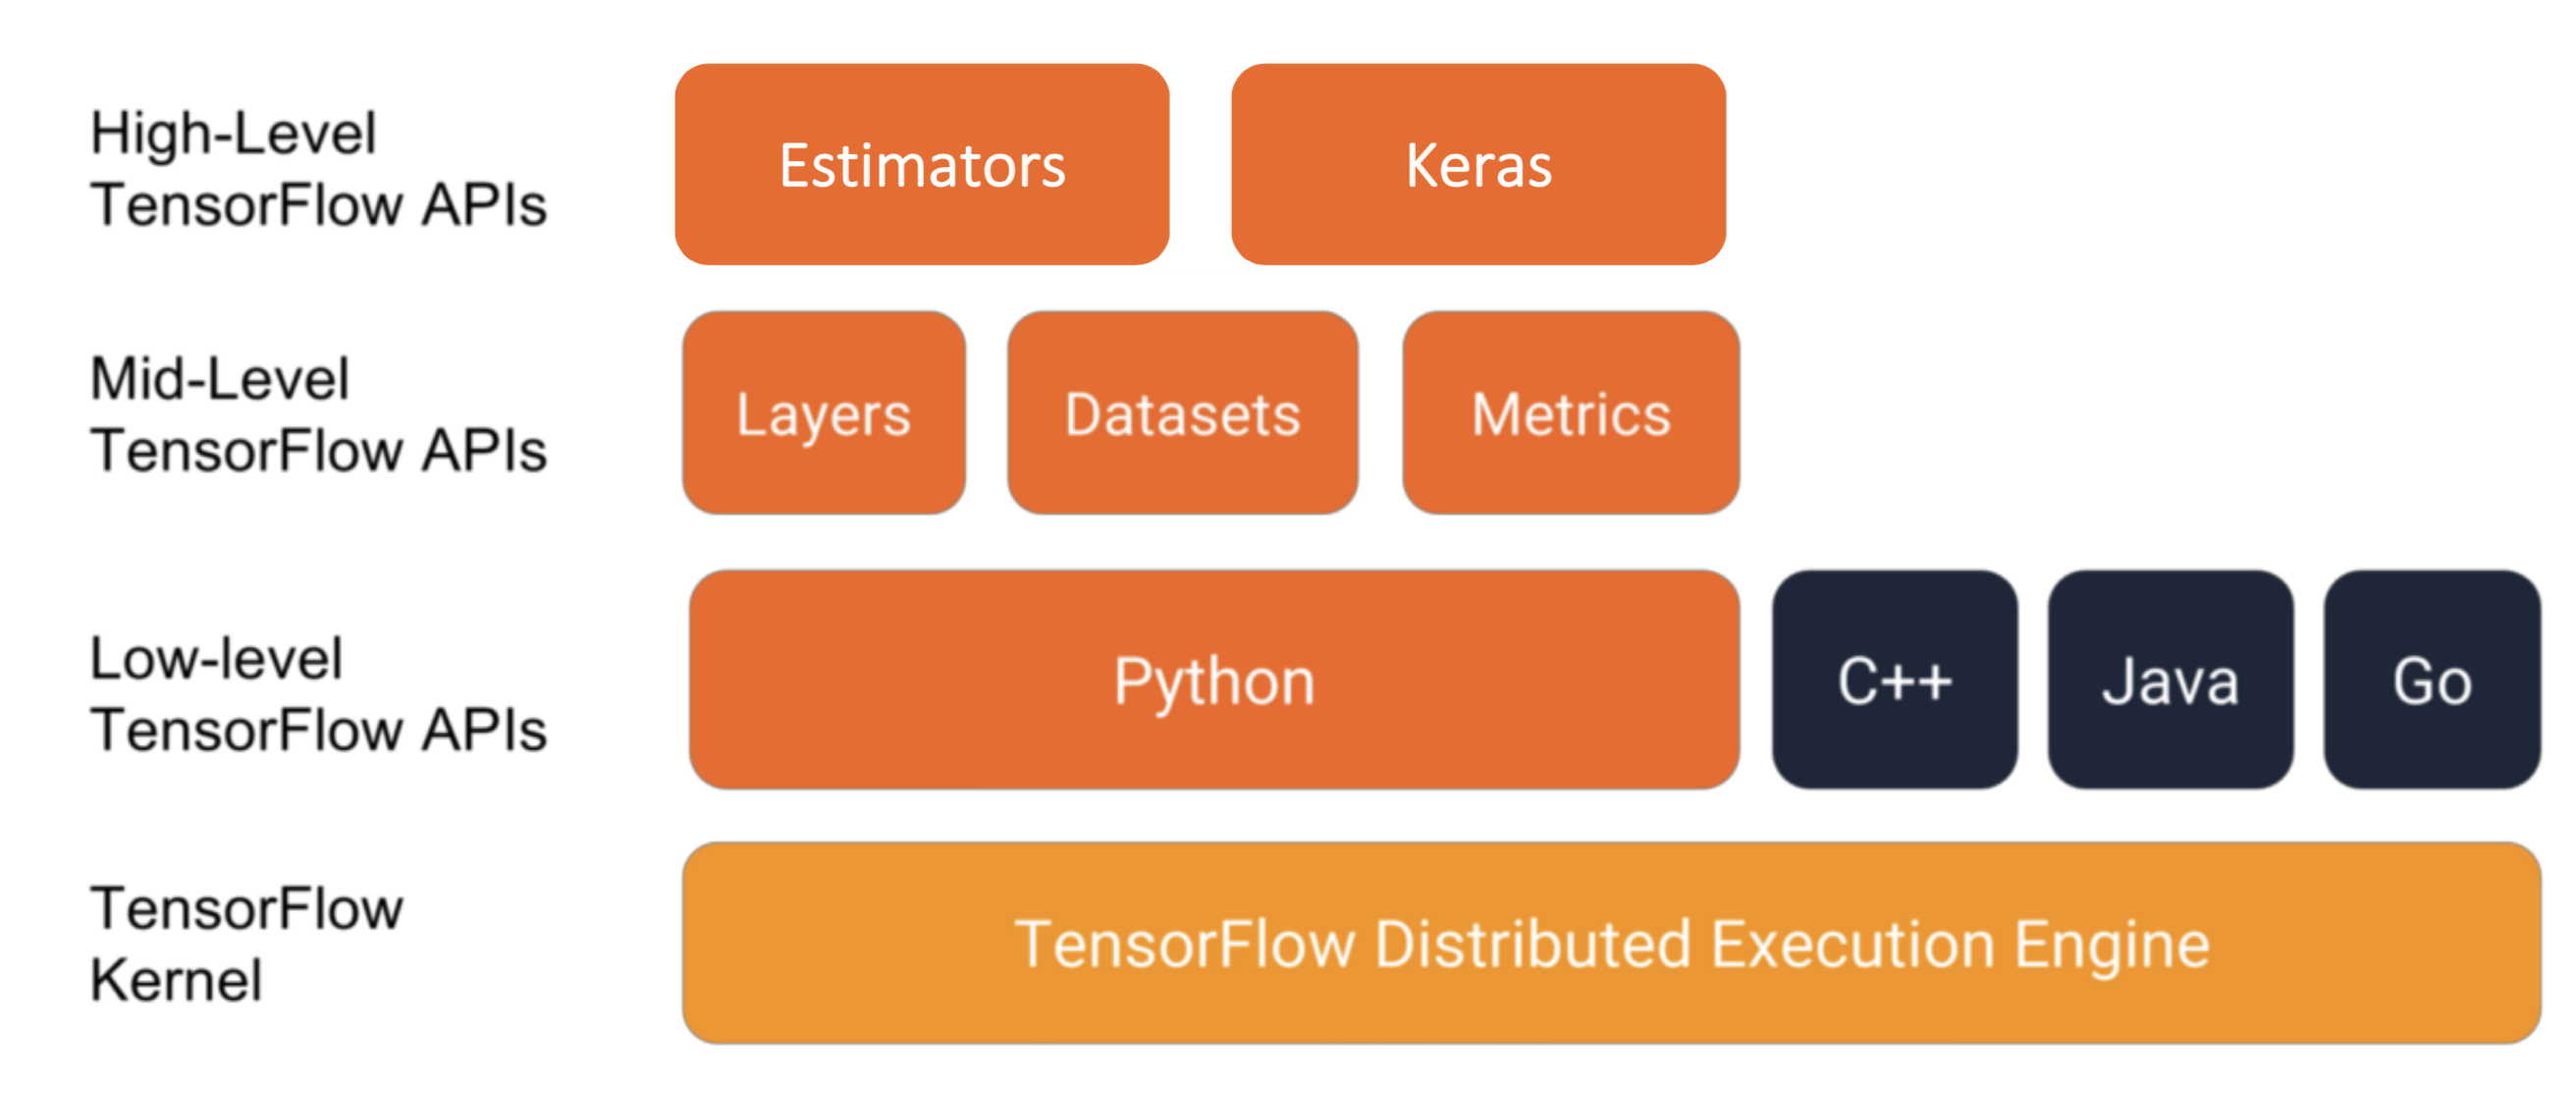 High-Level
TensorFlow APIs
Estimators
Keras
Mid-Level
TensorFlow APIs
Layers
Datasets
Metrics
Low-level
TensorFlow APIs
Python
C++
Java
Go
TensorFlow
Kernel
TensorFlow Distributed Execution Engine